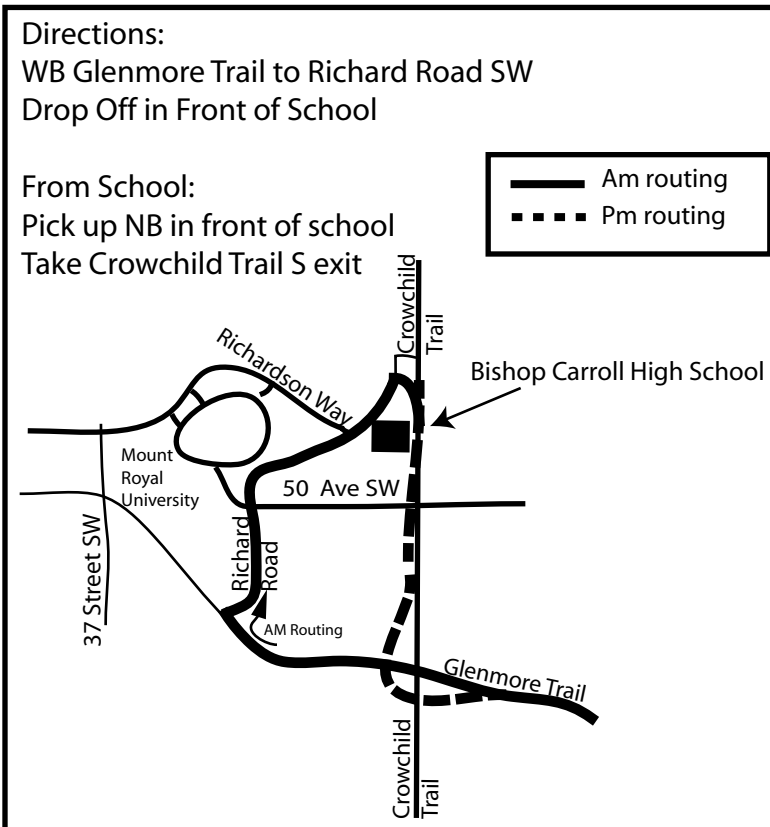 Directions:
WB Glenmore Trail to Richard Road SW
Drop Off in Front of School
From School:
Pick up NB in front of school
Take Crowchild Trail S exit
Am routing
Pm routing
Crowchild
Trail
Richardson Way
Bishop Carroll High School
Mount
Royal
University
50 Ave SW
37 Street SW
Richard
Road
AM Routing
Glenmore Trail
Crowchild
Trail